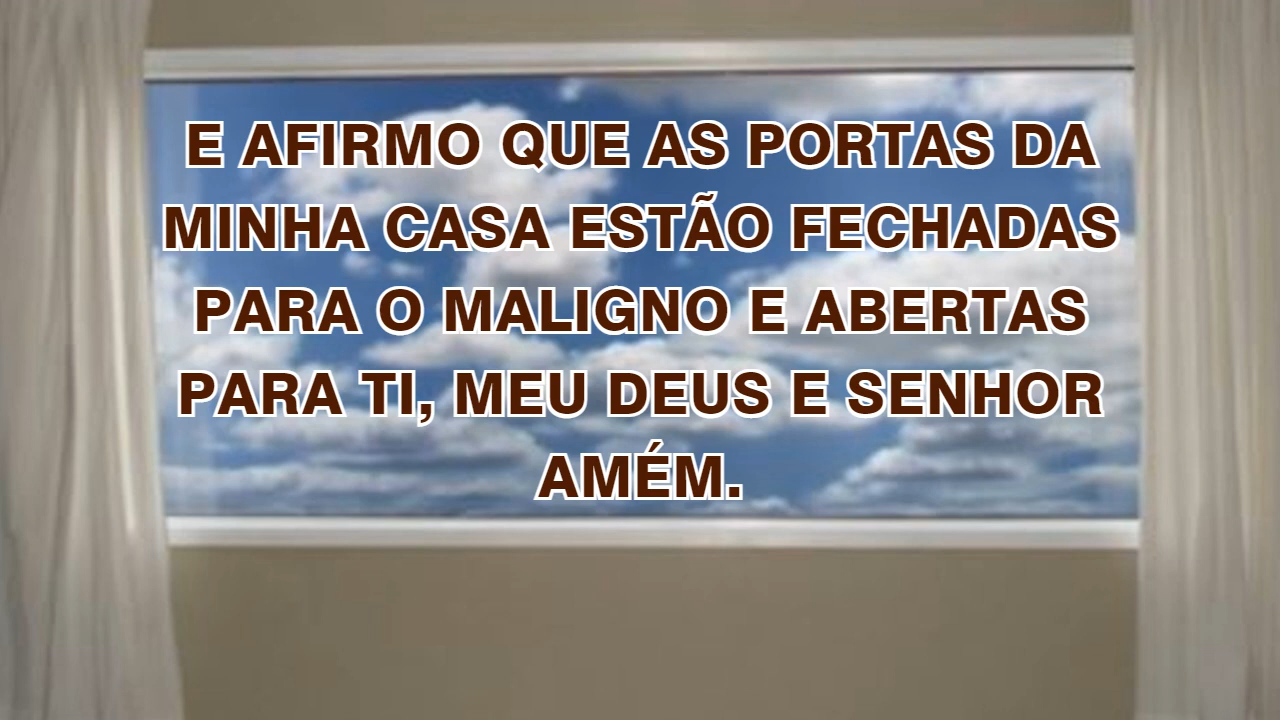 E AFIRMO QUE AS PORTAS DA
MINHA CASA ESTÃO FECHADAS
PARA O MALIGNO E ABERTAS
PARA TI, MEU DEUS E SENHOR
AMÉM.